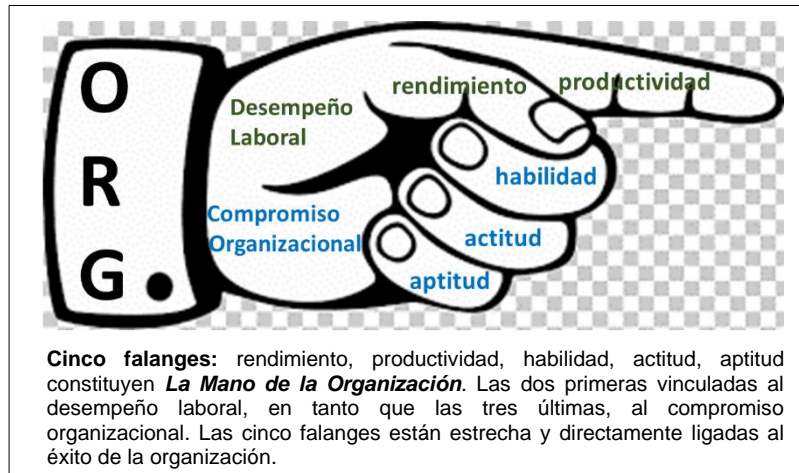 O
R
G.
Desempeño
Laboral
rendimiento
productividad
Compromiso
Organizacional
habilidad
actitud
aptitud
Cinco falanges: rendimiento, productividad, habilidad, actitud, aptitud
constituyen La Mano de la Organización. Las dos primeras vinculadas al
desempeño laboral, en tanto que las tres últimas, al compromiso
organizacional. Las cinco falanges están estrecha y directamente ligadas al
éxito de la organización.